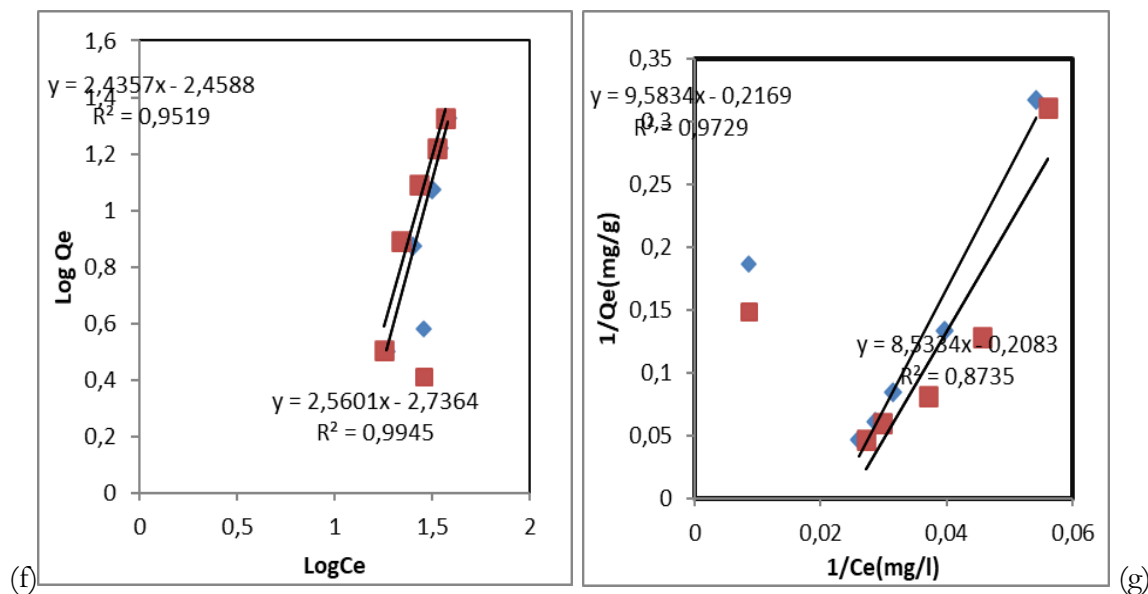 1,6
y = 2,4357x - 2,4588
1,4
R² = 0,9519
1,2
1
0,8
0,6
0,4
y = 2,5601x - 2,7364
R² = 0,9945
0,2
0
0
0,5
1
1,5
2
Log Qe
LogCe
(f)
0,35
y = 9,5834x - 0,2169
0,3
R² = 0,9729
0,25
0,2
0,15
y = 8,5334x - 0,2083
0,1
R² = 0,8735
0,05
0
0
0,02
0,04
0,06
1/Qe(mg/g)
1/Ce(mg/l)
(g)